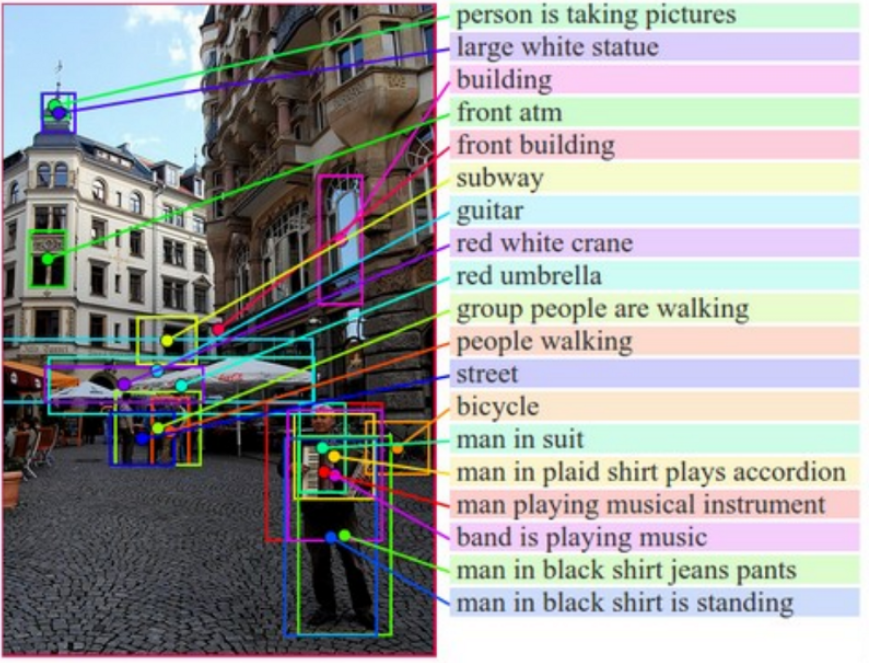 person is taking pictures
large white statue
building
front atm
front building
subway
guitar
red white crane
red umbrella
group people are walking
people walking
street
bicycle
man in suit
man in plaid shirt plays accordion
man playing musical instrument
band is playing music
man in black shirt jeans pants
man in black shirt is standing